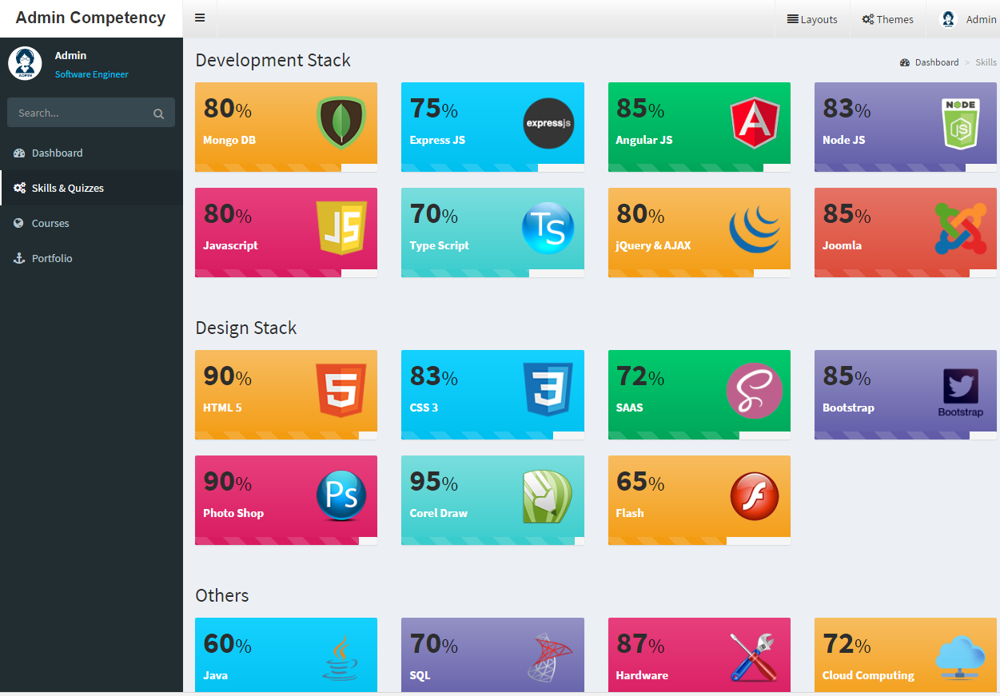 Admin Competency
Layouts
Themes
Admin
Admin
Software Engineer
ADMIN
Search...
Dashboard
Skills & Quizzes
Courses
Portfolio
Development Stack
Dashboard > Skills
80%
Mongo DB
75%
Express JS
expressjs
85%
Angular JS
A
83%
Node JS
NODE
JS
80%
Javascript
JS
70%
Type Script
TS
80%
jQuery & AJAX
85%
Joomla
Design Stack
90%
HTML 5
5
83%
CSS 3
3
72%
SAAS
S
85%
Bootstrap
Bootstrap
90%
Photo Shop
Ps
95%
Corel Draw
65%
Flash
f
Others
60%
Java
70%
SQL
87%
Hardware
72%
Cloud Computing